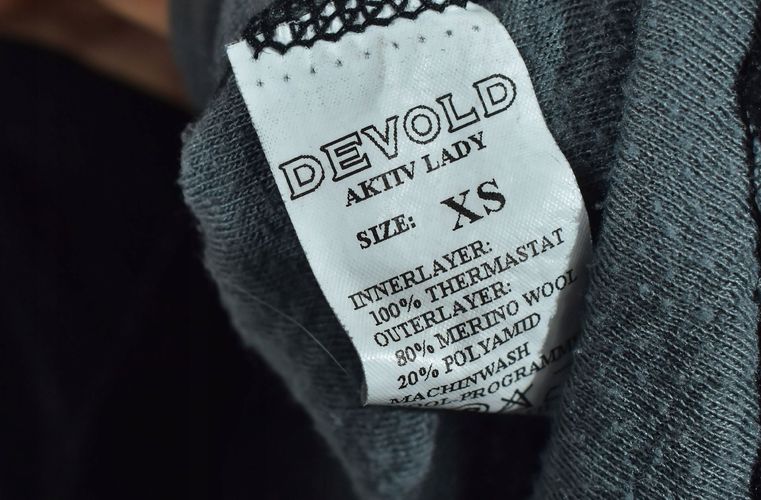 DEVOLD
AKTIV LADY
SIZE: XS
INNERLAYER:
100% THERMASTAT
OUTERLAYER:
80% MERINO WOOL
20% POLYAMID
MACHINWASH